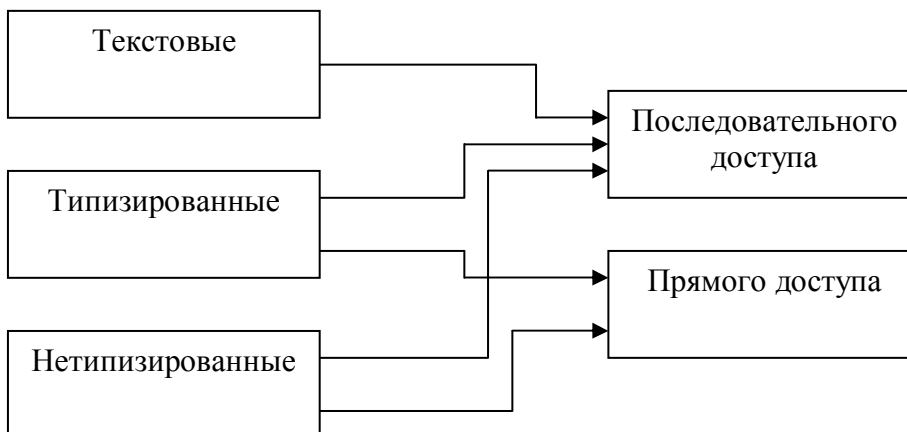 Текстовые
Последовательного
доступа
Типизированные
Прямого доступа
Нетипизированные